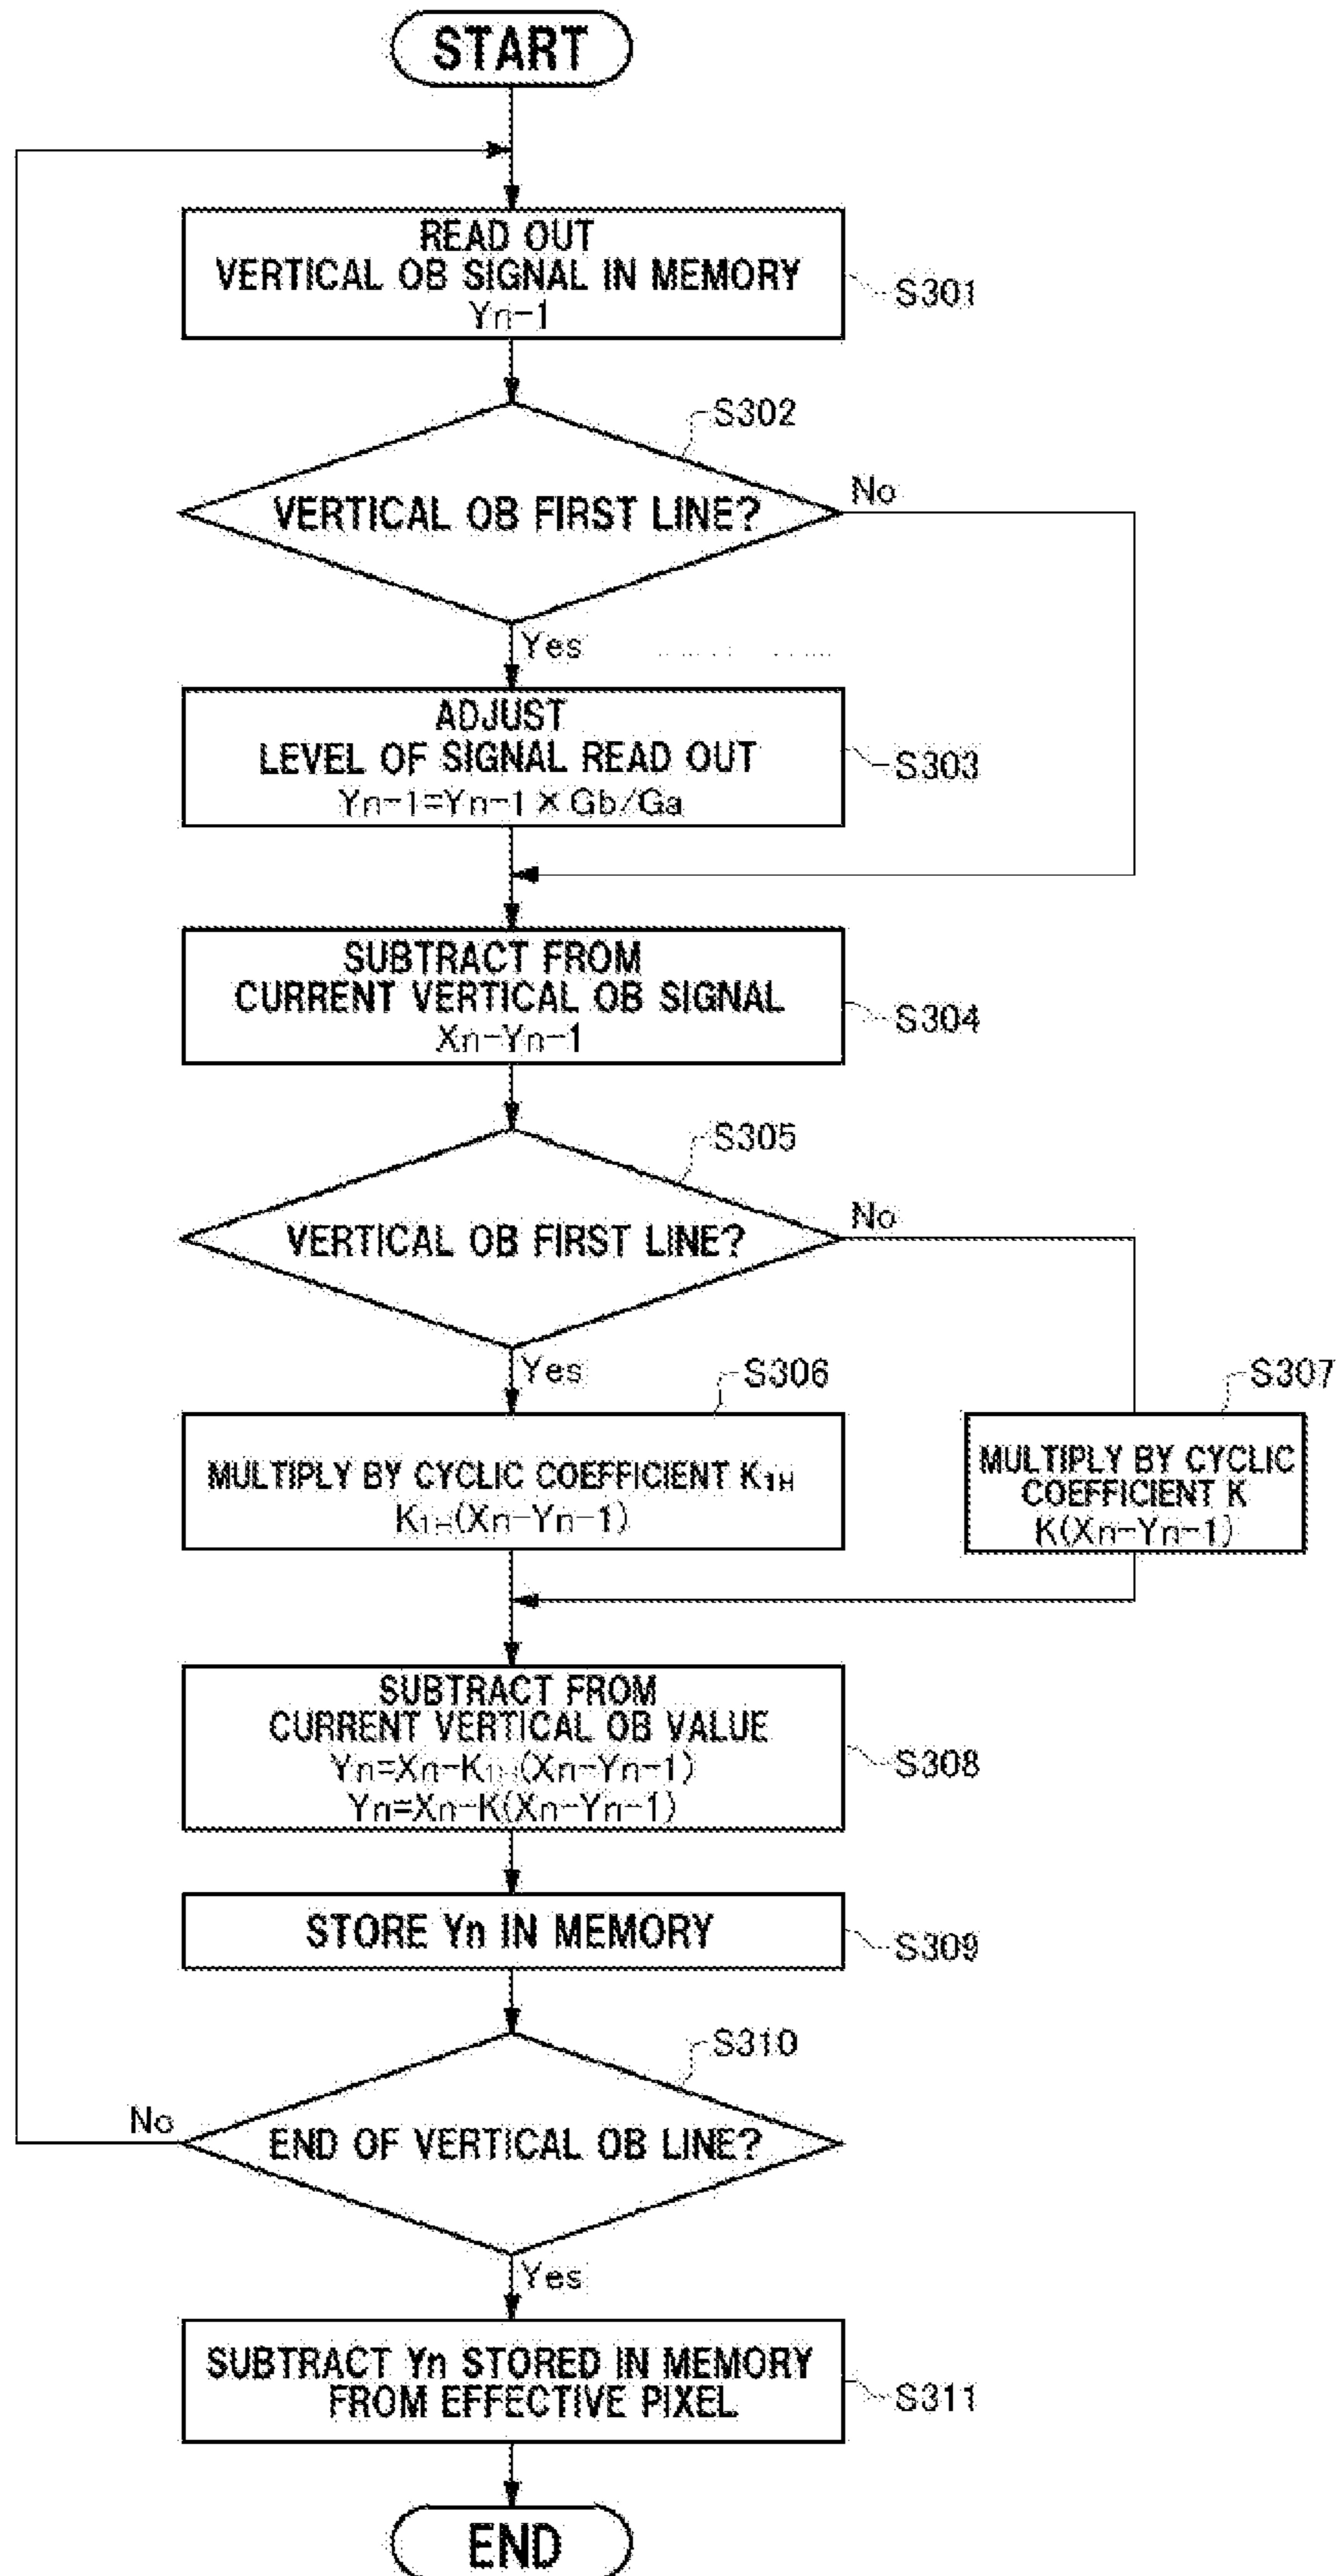 START
READ OUT
VERTICAL OB SIGNAL IN MEMORY
Yn-1
S301
S302
VERTICAL OB FIRST LINE?
No
Yes
ADJUST
LEVEL OF SIGNAL READ OUT
Yn-1=Yn-1×Gb/Ga
S303
SUBTRACT FROM
CURRENT VERTICAL OB SIGNAL
Xn-Yn-1
S304
S305
VERTICAL OB FIRST LINE?
No
Yes
S306
MULTIPLY BY CYCLIC COEFFICIENT K1H
K1H(Xn-Yn-1)
S307
MULTIPLY BY CYCLIC
COEFFICIENT K
K(Xn-Yn-1)
SUBTRACT FROM
CURRENT VERTICAL OB VALUE
Yn=Xn-K1H(Xn-Yn-1)
Yn=Xn-K(Xn-Yn-1)
S308
STORE Yn IN MEMORY
S309
S310
END OF VERTICAL OB LINE?
No
Yes
SUBTRACT Yn STORED IN MEMORY
FROM EFFECTIVE PIXEL
S311
END